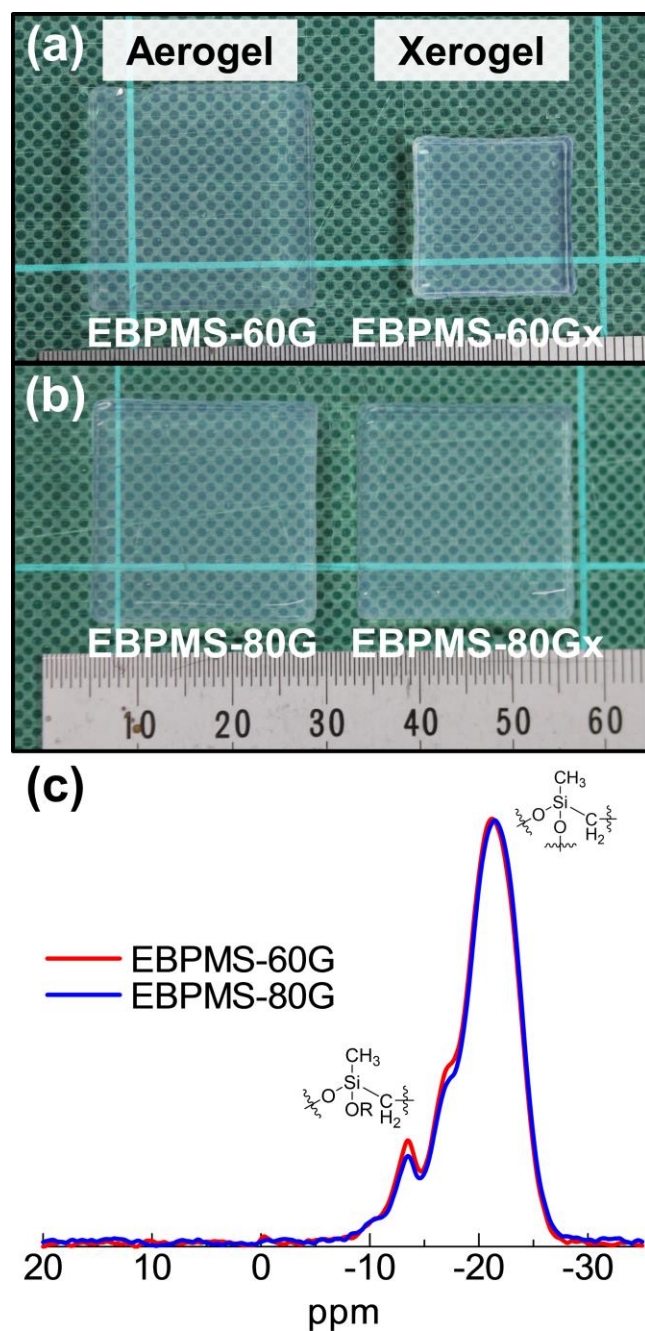 (a) Aerogel Xerogel
EBPMS-60G EBPMS-60Gx
(b)
EBPMS-80G EBPMS-80Gx
10 20 30 40 50 60
(c)
CH3
Si
O CH2
O
EBPMS-60G
EBPMS-80G
CH3
Si
O CH2
OR
20 10 0 -10 -20 -30
ppm